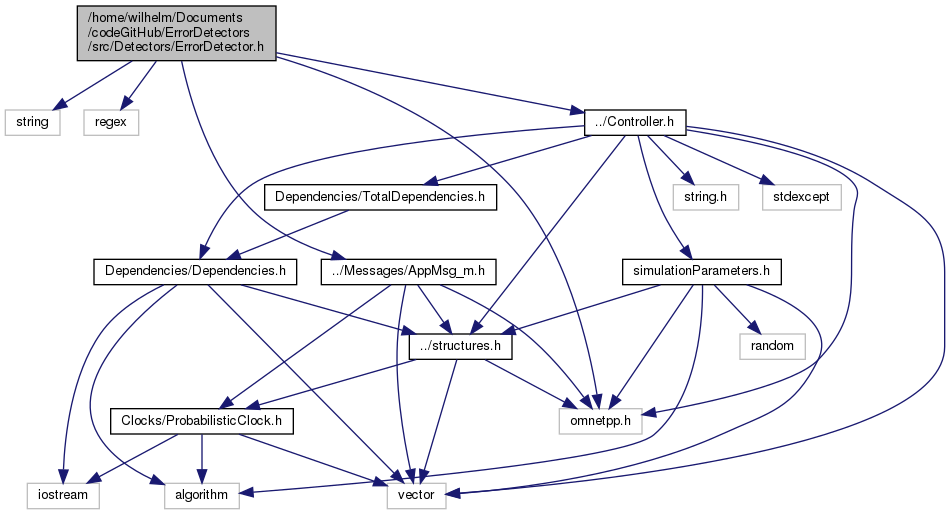 /home/wilhelm/Documents
/codeGitHub/ErrorDetectors
/src/Detectors/ErrorDetector.h
string
regex
../Controller.h
Dependencies/TotalDependencies.h
string.h
stdexcept
Dependencies/Dependencies.h
../Messages/AppMsg_m.h
simulationParameters.h
../structures.h
random
Clocks/ProbabilisticClock.h
omnetpp.h
iostream
algorithm
vector